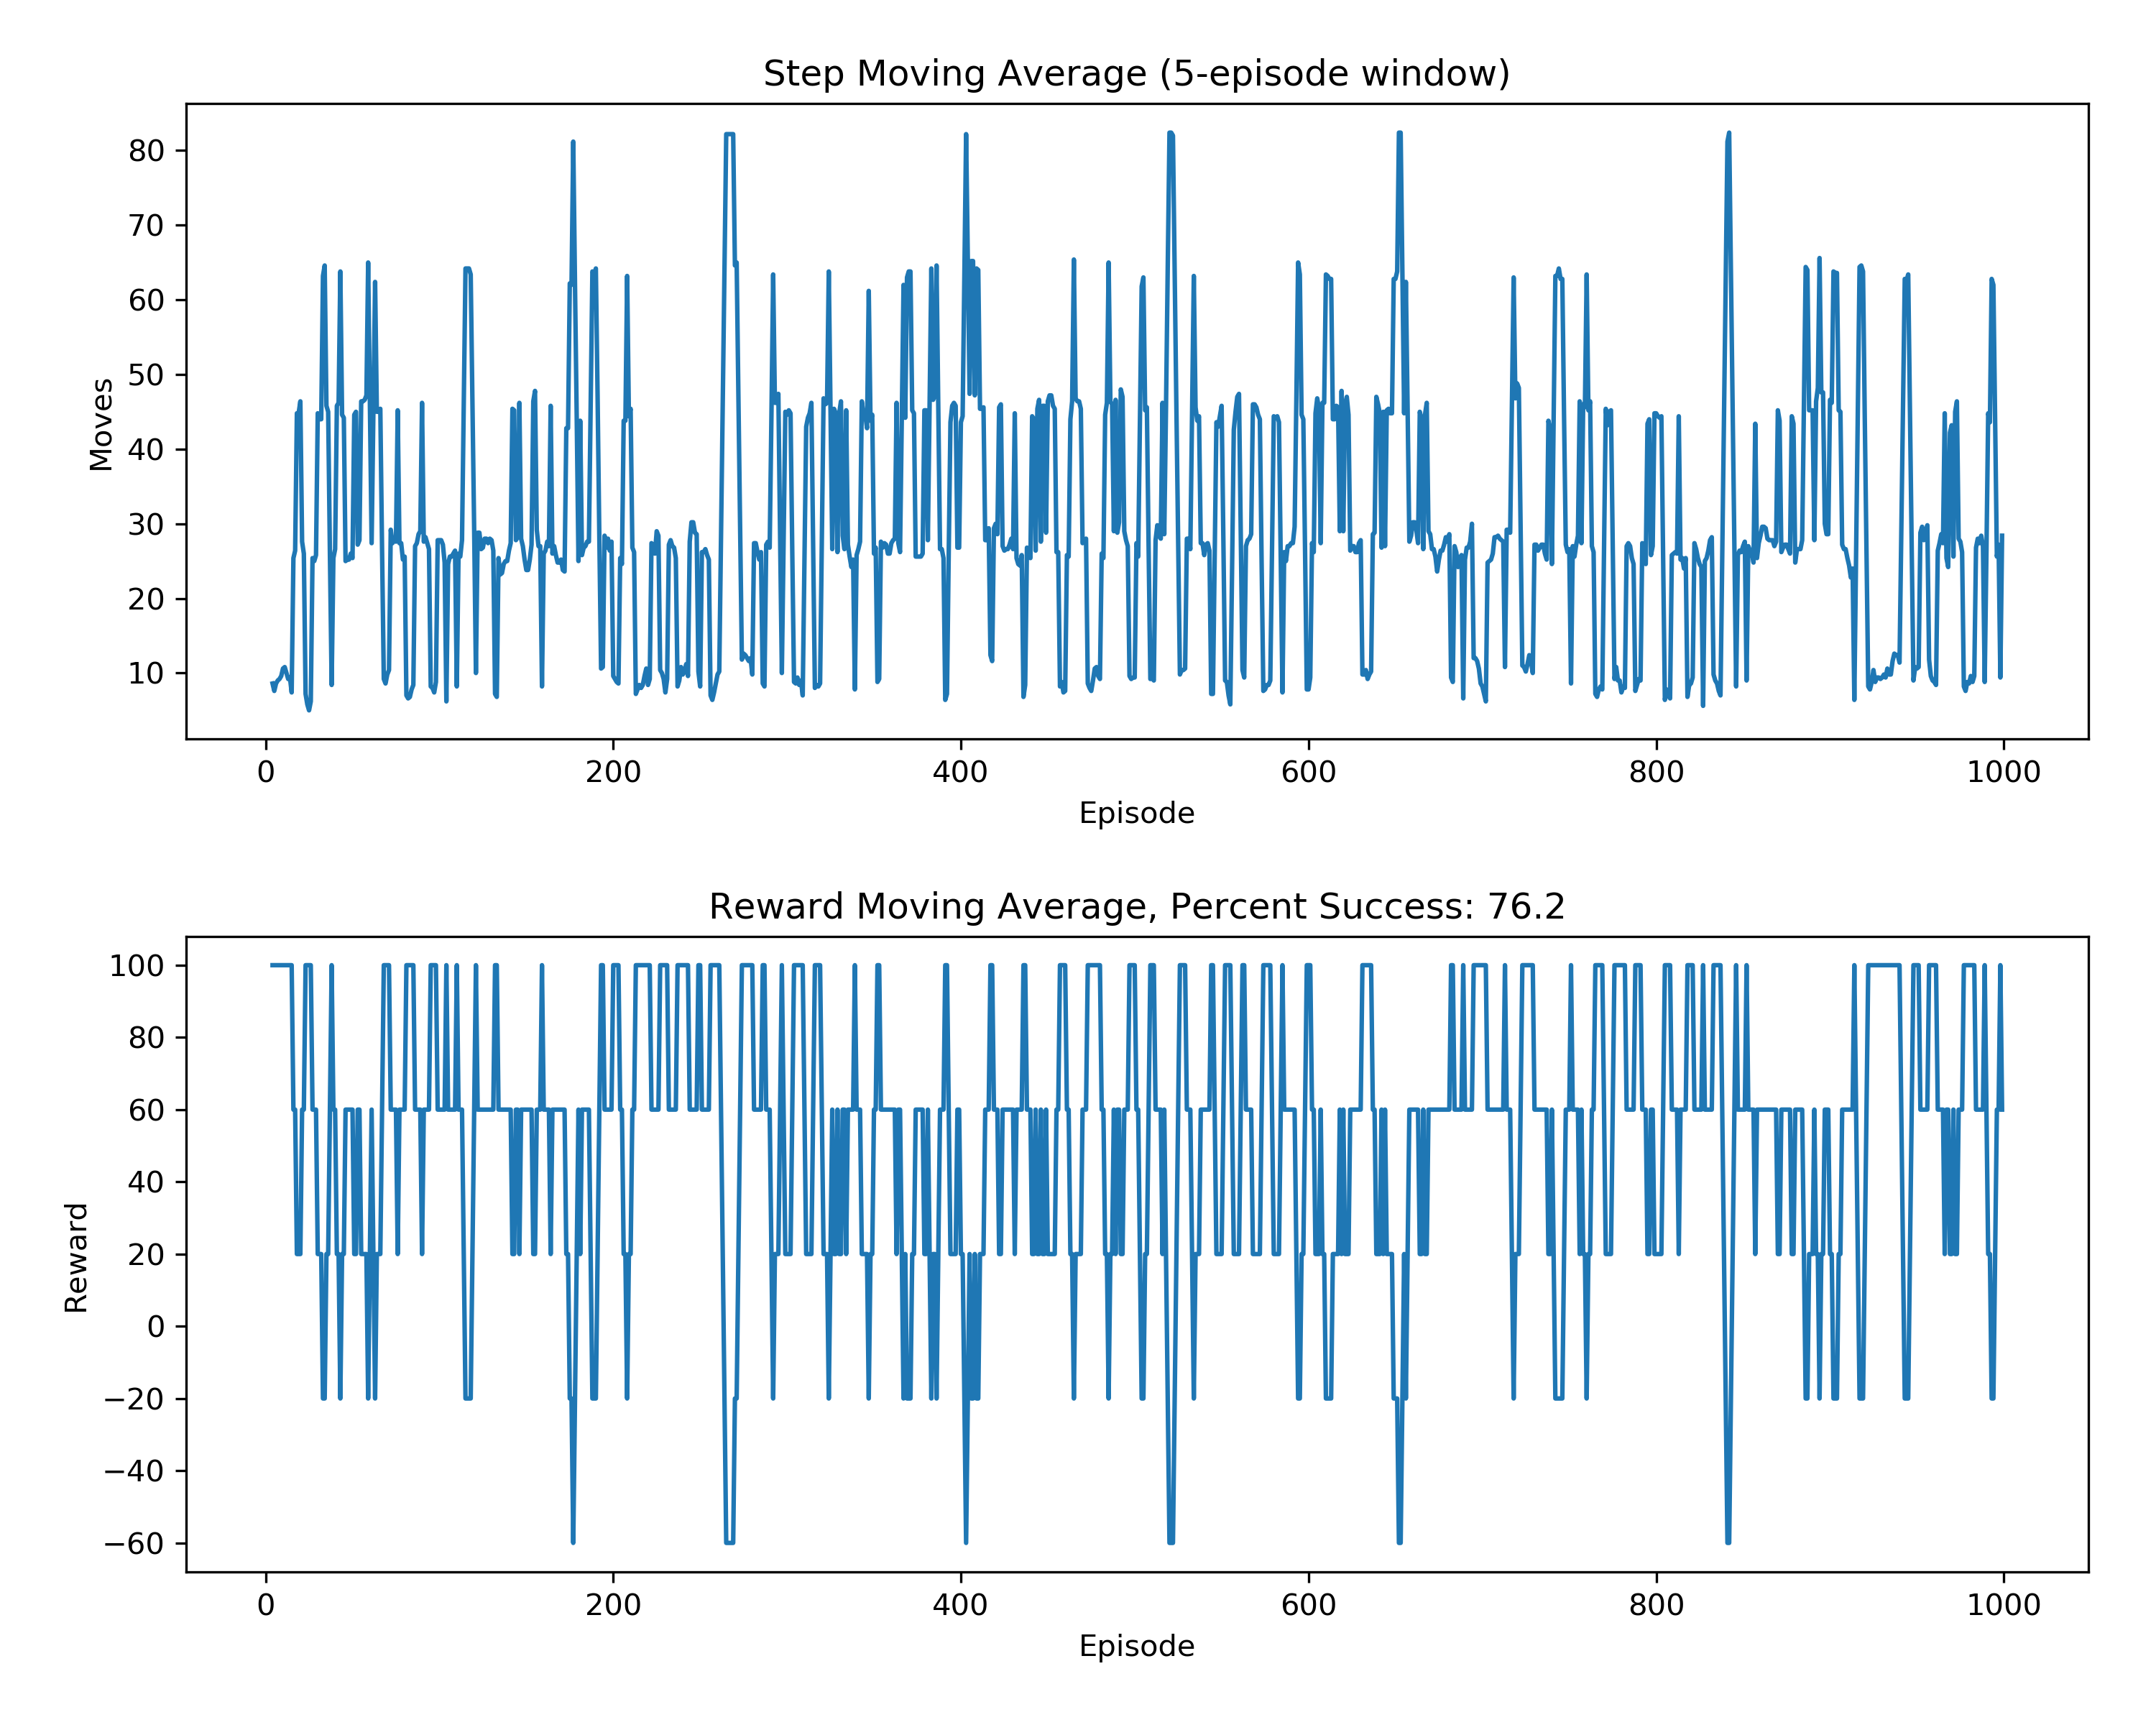 Step Moving Average (5-episode window)
80
70
60
50
40
30
20
10
Moves
0 200 400 600 800 1000
Episode
Reward Moving Average, Percent Success: 76.2
100
80
60
40
20
0
−20
−40
−60
Reward
0 200 400 600 800 1000
Episode